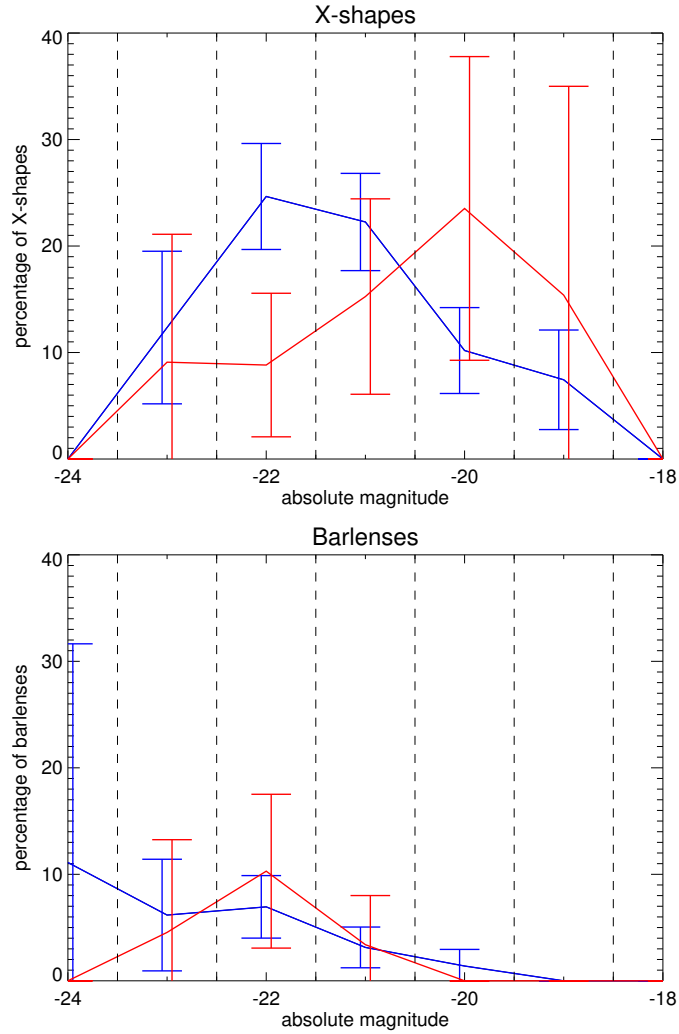 X-shapes
40
30
20
10
0
percentage of X-shapes
-24 -22 -20 -18
absolute magnitude
Barlenses
40
30
20
10
0
percentage of barlenses
-24 -22 -20 -18
absolute magnitude